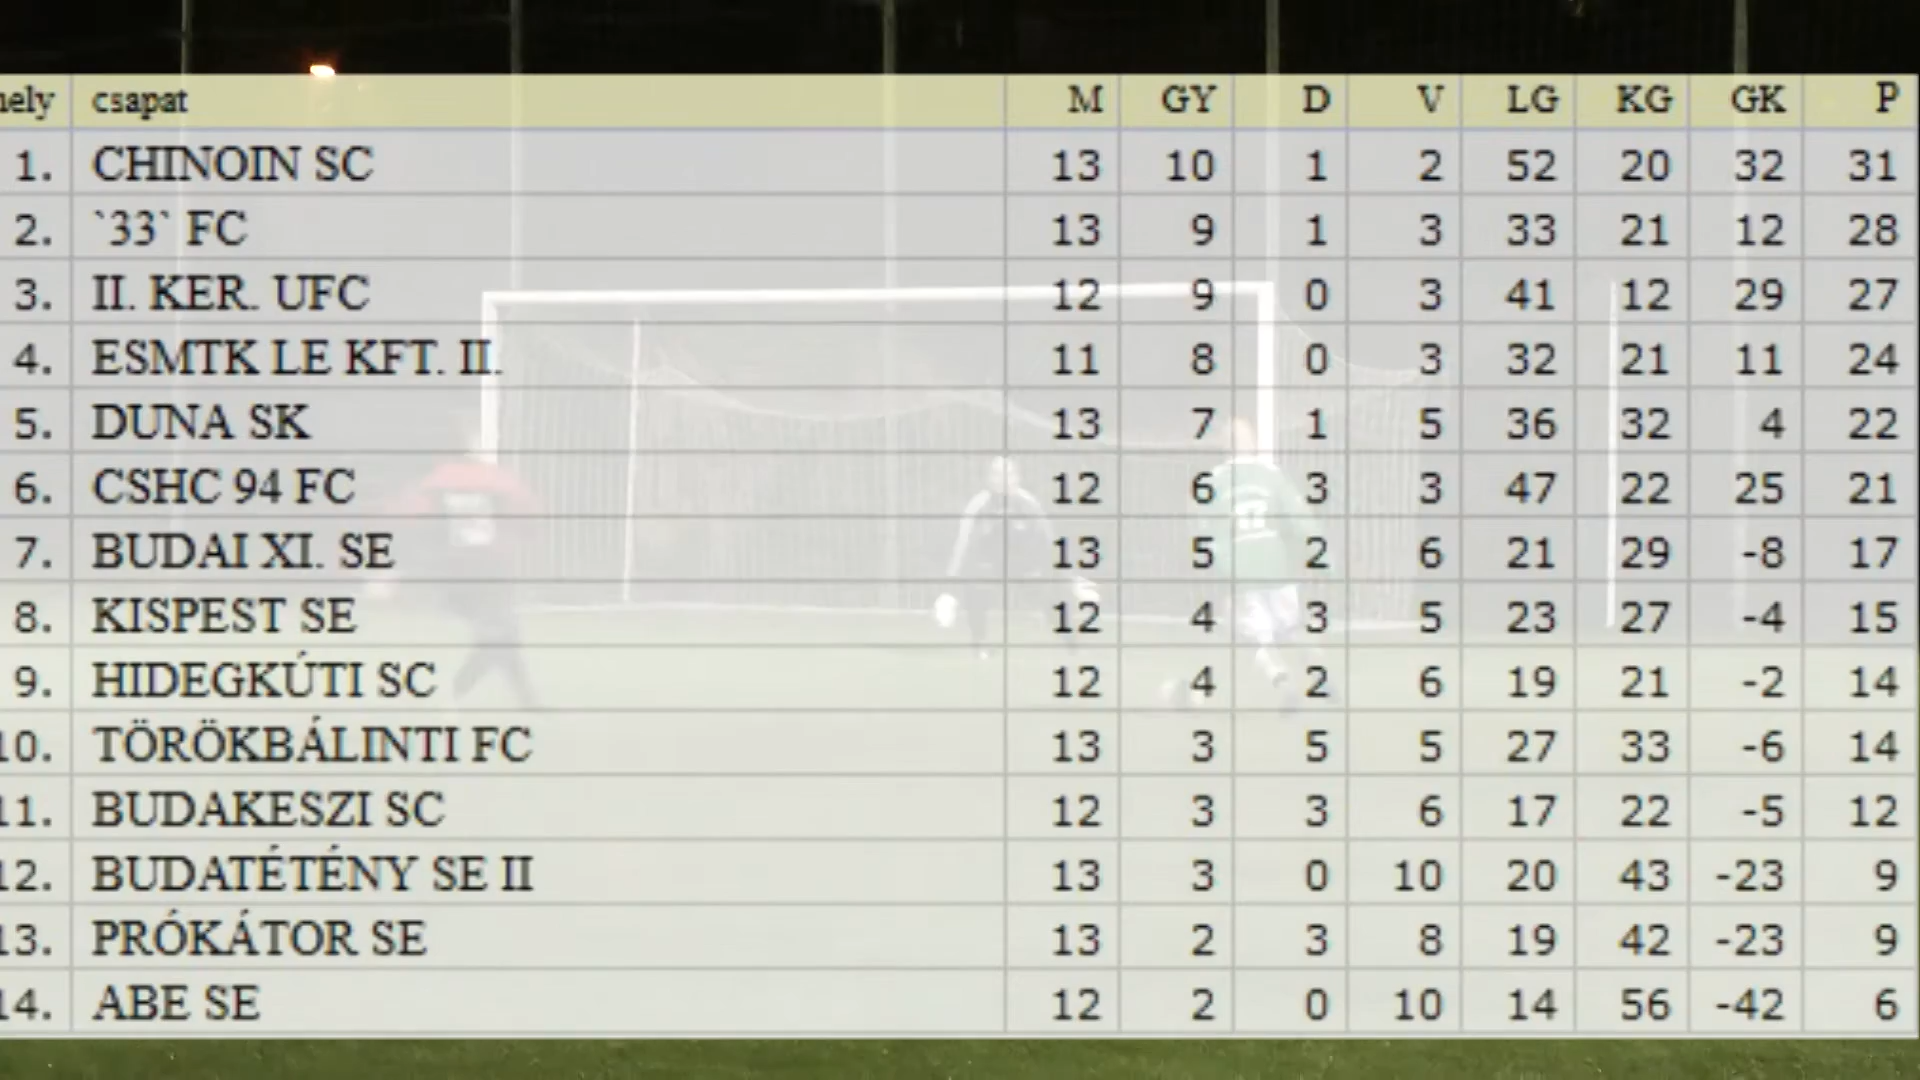 hely csapat M GY D V LG KG GK P
1. CHINOIN SC 13 10 1 2 52 20 32 31
2. `33` FC 13 9 1 3 33 21 12 28
3. II. KER. UFC 12 9 0 3 41 12 29 27
4. ESMTK LE KFT. II. 11 8 0 3 32 21 11 24
5. DUNA SK 13 7 1 5 36 32 4 22
6. CSHC 94 FC 12 6 3 3 47 22 25 21
7. BUDAI XI. SE 13 5 2 6 21 29 -8 17
8. KISPEST SE 12 4 3 5 23 27 -4 15
9. HIDEGKÚTI SC 12 4 2 6 19 21 -2 14
10. TÖRÖKBÁLINTI FC 13 3 5 5 27 33 -6 14
11. BUDAKESZI SC 12 3 3 6 17 22 -5 12
12. BUDATÉTÉNY SE II 13 3 0 10 20 43 -23 9
13. PRÓKÁTOR SE 13 2 3 8 19 42 -23 9
14. ABE SE 12 2 0 10 14 56 -42 6